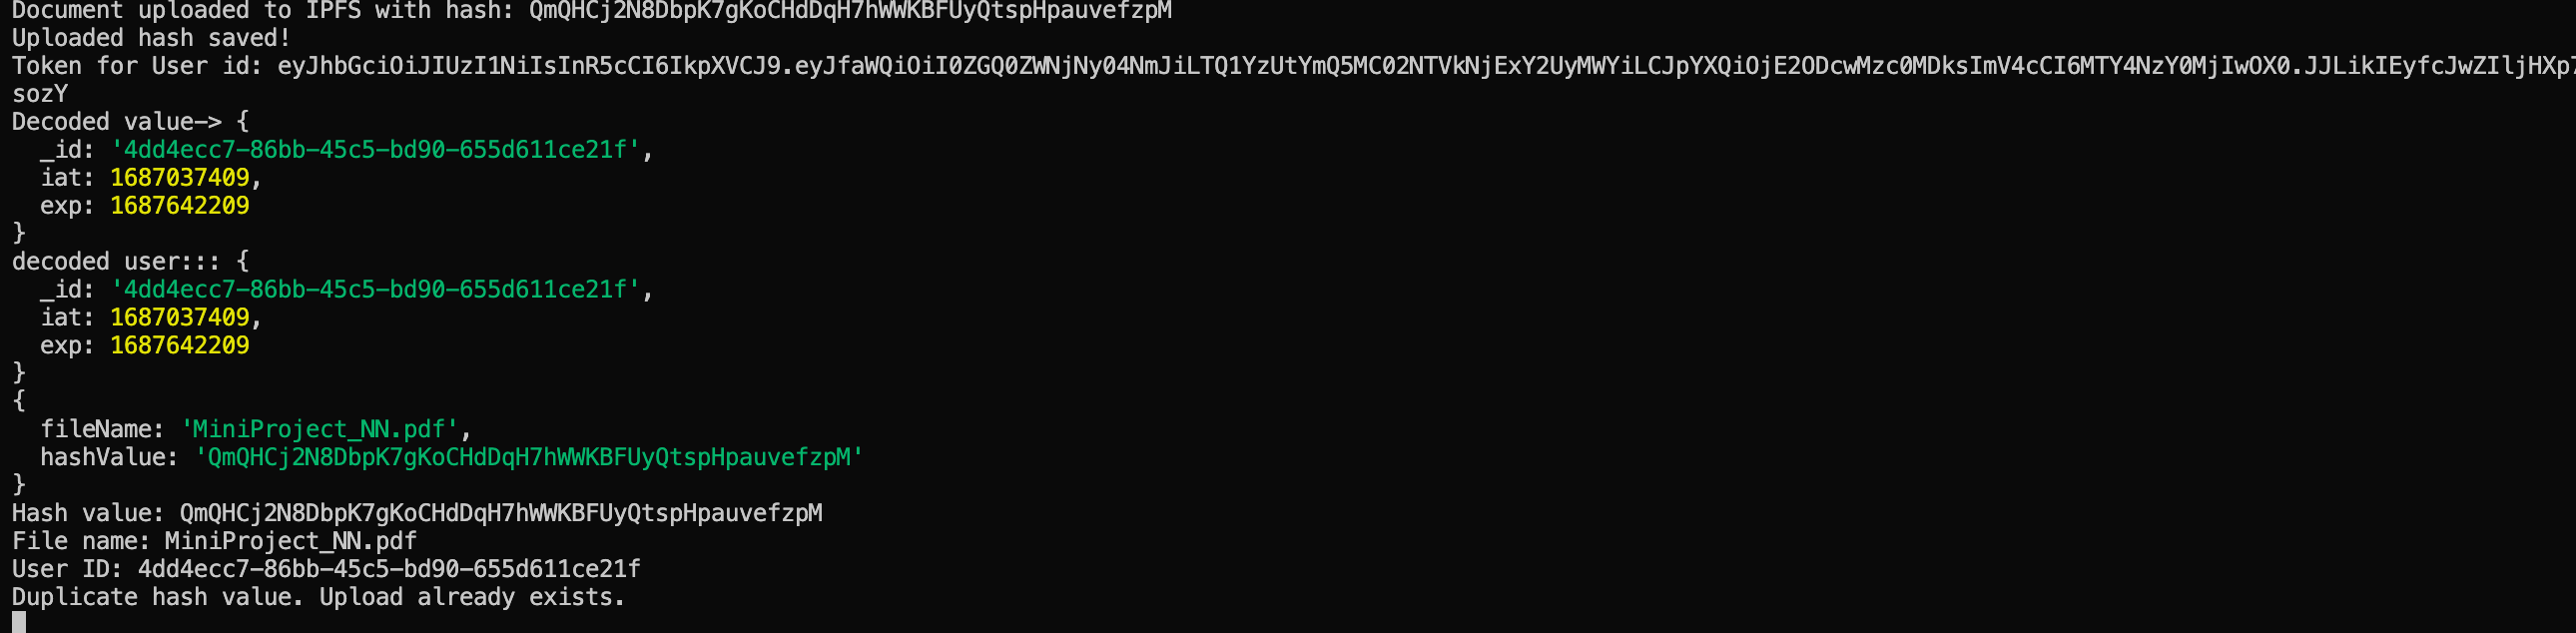 Document uploaded to IPFS with hash: QmQHCj2N8DbpK7gKoCHdDqH7hWWKBFUyQtspHpauvefzpM
Uploaded hash saved!
Token for User id: eyJhbGciOiJIUzI1NiIsInR5cCI6IkpXVCJ9.eyJfaWQiOiI0ZGQ0ZWNjNy04NmJiLTQ1YzUtYmQ5MC02NTVkNjExY2UyMWYiLCJpYXQiOjE2ODcwMzc0MDksImV4cCI6MTY4NzY0MjIwOX0.JJLikIEyfcJwZIljHXp7
sozY
Decoded value-> {
  _id: '4dd4ecc7-86bb-45c5-bd90-655d611ce21f',
  iat: 1687037409,
  exp: 1687642209
}
decoded user::: {
  _id: '4dd4ecc7-86bb-45c5-bd90-655d611ce21f',
  iat: 1687037409,
  exp: 1687642209
}
{
  fileName: 'MiniProject_NN.pdf',
  hashValue: 'QmQHCj2N8DbpK7gKoCHdDqH7hWWKBFUyQtspHpauvefzpM'
}
Hash value: QmQHCj2N8DbpK7gKoCHdDqH7hWWKBFUyQtspHpauvefzpM
File name: MiniProject_NN.pdf
User ID: 4dd4ecc7-86bb-45c5-bd90-655d611ce21f
Duplicate hash value. Upload already exists.